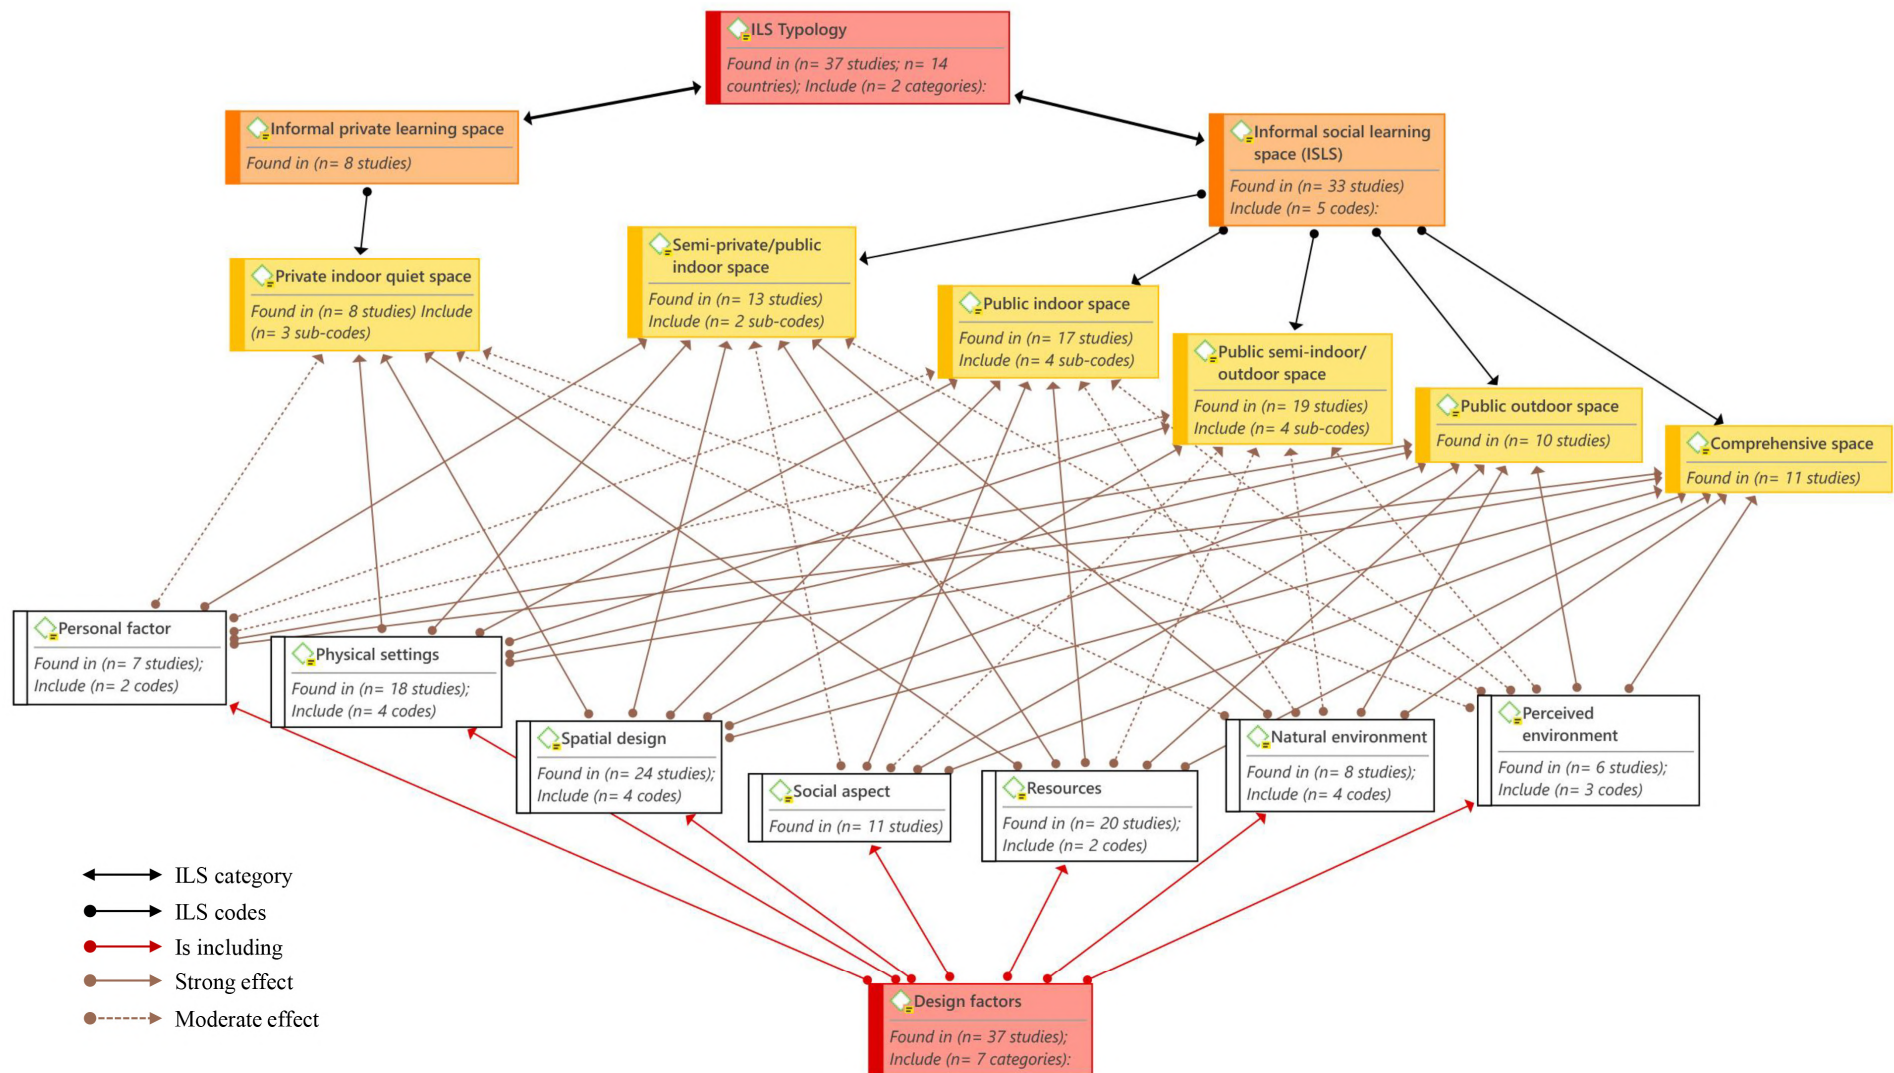 ILS Typology
Found in (n= 37 studies; n= 14
countries); Include (n= 2 categories):
Informal private learning space
Found in (n= 8 studies)
Informal social learning
space (ISLS)
Found in (n= 33 studies)
Include (n= 5 codes):
Private indoor quiet space
Found in (n= 8 studies) Include
(n= 3 sub-codes)
Semi-private/public
indoor space
Found in (n= 13 studies)
Include (n= 2 sub-codes)
Public indoor space
Found in (n= 17 studies)
Include (n= 4 sub-codes)
Public semi-indoor/
outdoor space
Found in (n= 19 studies)
Include (n= 4 sub-codes)
Public outdoor space
Found in (n= 10 studies)
Comprehensive space
Found in (n= 11 studies)
Personal factor
Found in (n= 7 studies);
Include (n= 2 codes)
Physical settings
Found in (n= 18 studies);
Include (n= 4 codes)
Spatial design
Found in (n= 24 studies);
Include (n= 4 codes)
Social aspect
Found in (n= 11 studies)
Resources
Found in (n= 20 studies);
Include (n= 2 codes)
Natural environment
Found in (n= 8 studies);
Include (n= 4 codes)
Perceived
environment
Found in (n= 6 studies);
Include (n= 3 codes)
ILS category
ILS codes
Is including
Strong effect
Moderate effect
Design factors
Found in (n= 37 studies);
Include (n= 7 categories):